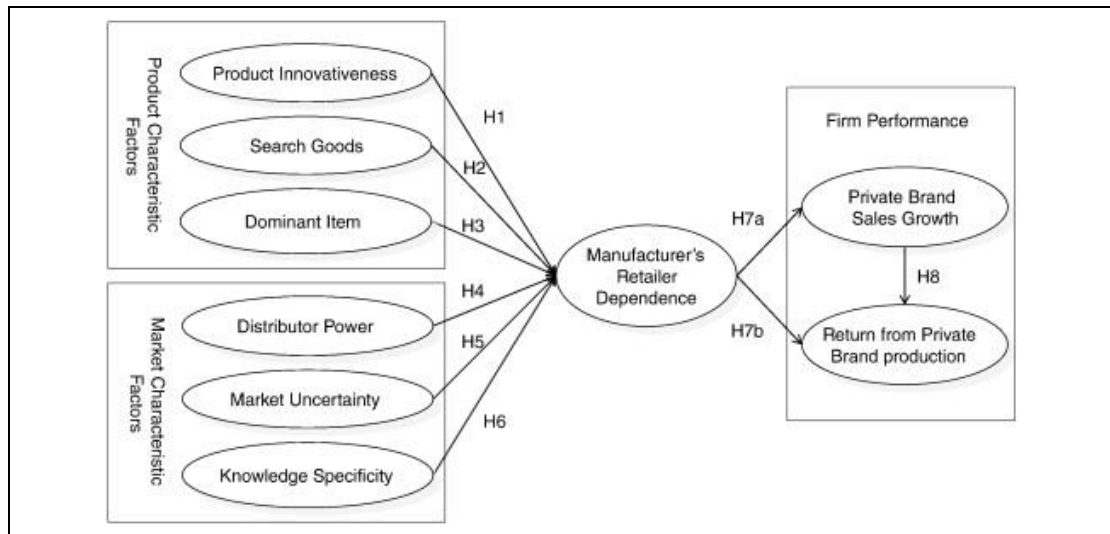 Product Characteristic
Factors
Product Innovativeness
Search Goods
Dominant Item
H1
H2
H3
Market Characteristic
Factors
Distributor Power
Market Uncertainty
Knowledge Specificity
H4
H5
H6
Manufacturer's
Retailer
Dependence
H7a
H7b
Firm Performance
Private Brand
Sales Growth
H8
Return from Private
Brand production